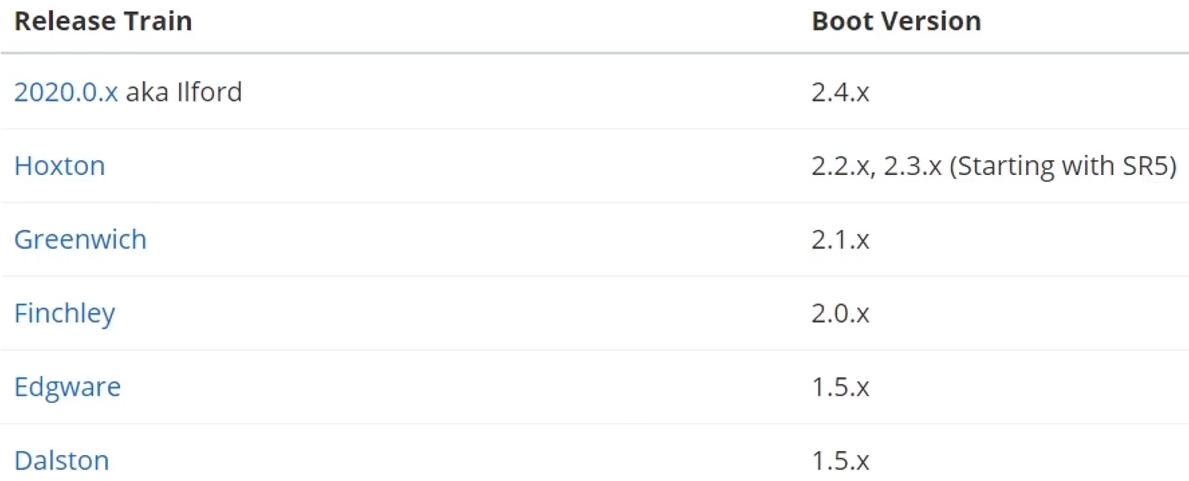 Release Train Boot Version
2020.0.x aka Ilford 2.4.x
Hoxton 2.2.x, 2.3.x (Starting with SR5)
Greenwich 2.1.x
Finchley 2.0.x
Edgware 1.5.x
Dalston 1.5.x